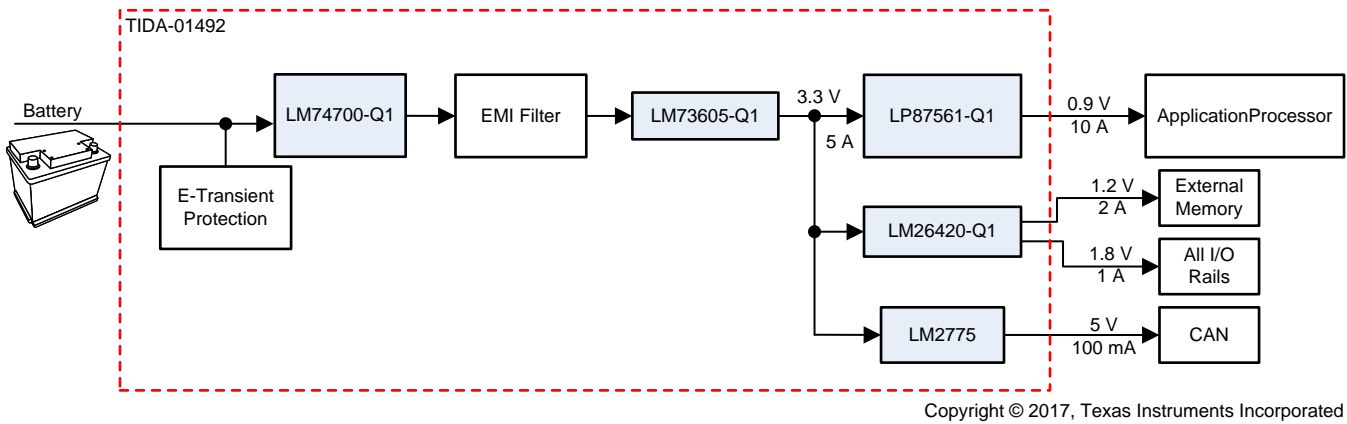 TIDA-01492
Battery
LM74700-Q1
EMI Filter
LM73605-Q1
3.3 V
5 A
LP87561-Q1
0.9 V
10 A
ApplicationProcessor
E-Transient
Protection
LM26420-Q1
1.2 V
2 A
External
Memory
1.8 V
1 A
All I/O
Rails
LM2775
5 V
100 mA
CAN
Copyright © 2017, Texas Instruments Incorporated